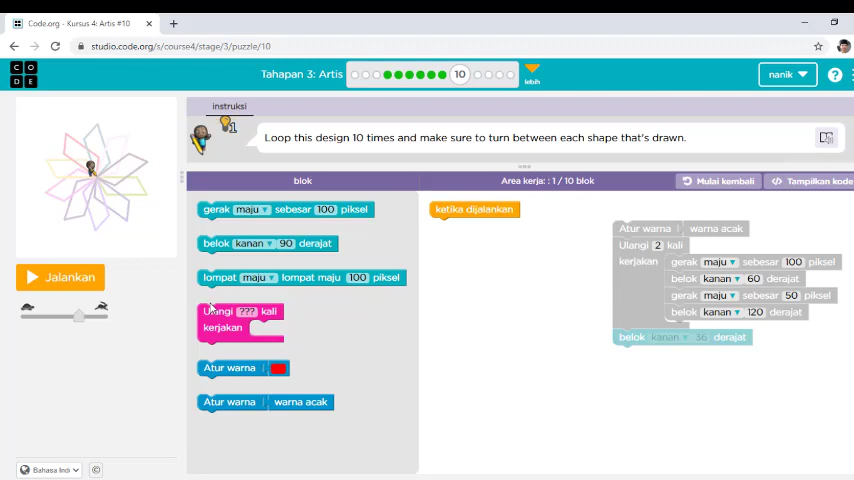 Code.org - Kursus 4: Artis #10
studio.code.org/s/course4/stage/3/puzzle/10
C O
D E
Tahapan 3: Artis
10
lebih
nanik
?
instruksi
1
Loop this design 10 times and make sure to turn between each shape that's drawn.
blok
Area kerja: : 1 / 10 blok
Mulai kembali
Tampilkan kode
gerak maju sebesar 100 piksel
belok kanan 90 derajat
lompat maju lompat maju 100 piksel
Ulangi ??? kali
kerjakan
Atur warna
Atur warna warna acak
ketika dijalankan
Atur warna warna acak
Ulangi 2 kali
kerjakan gerak maju sebesar 100 piksel
belok kanan 60 derajat
gerak maju sebesar 50 piksel
belok kanan 120 derajat
belok kanan 36 derajat
Jalankan
Bahasa Ind
©